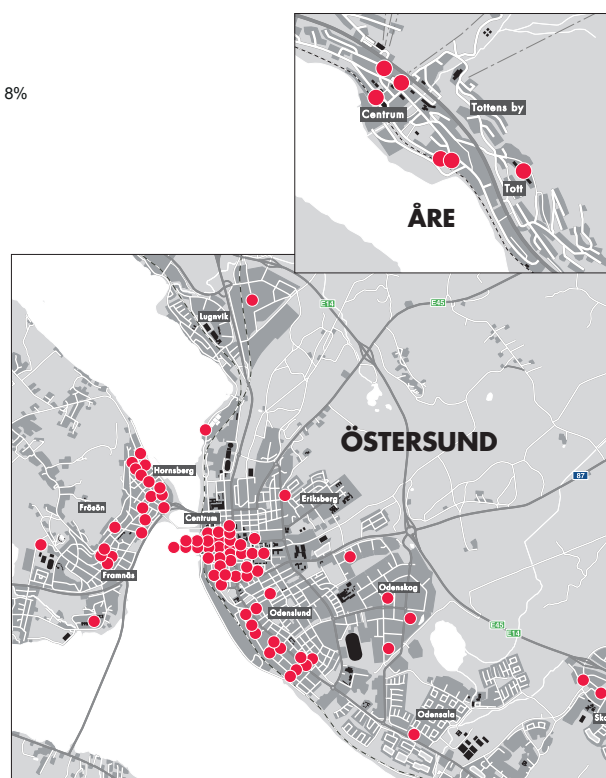 8%
Tottens by
Centrum
Tott
ÅRE
E14
E45
Lugnvik
ÖSTERSUND
Hornsberg
87
Eriksberg
Frösön
Centrum
Framnäs
Odenskog
Odenslund
E45
E14
Odensala